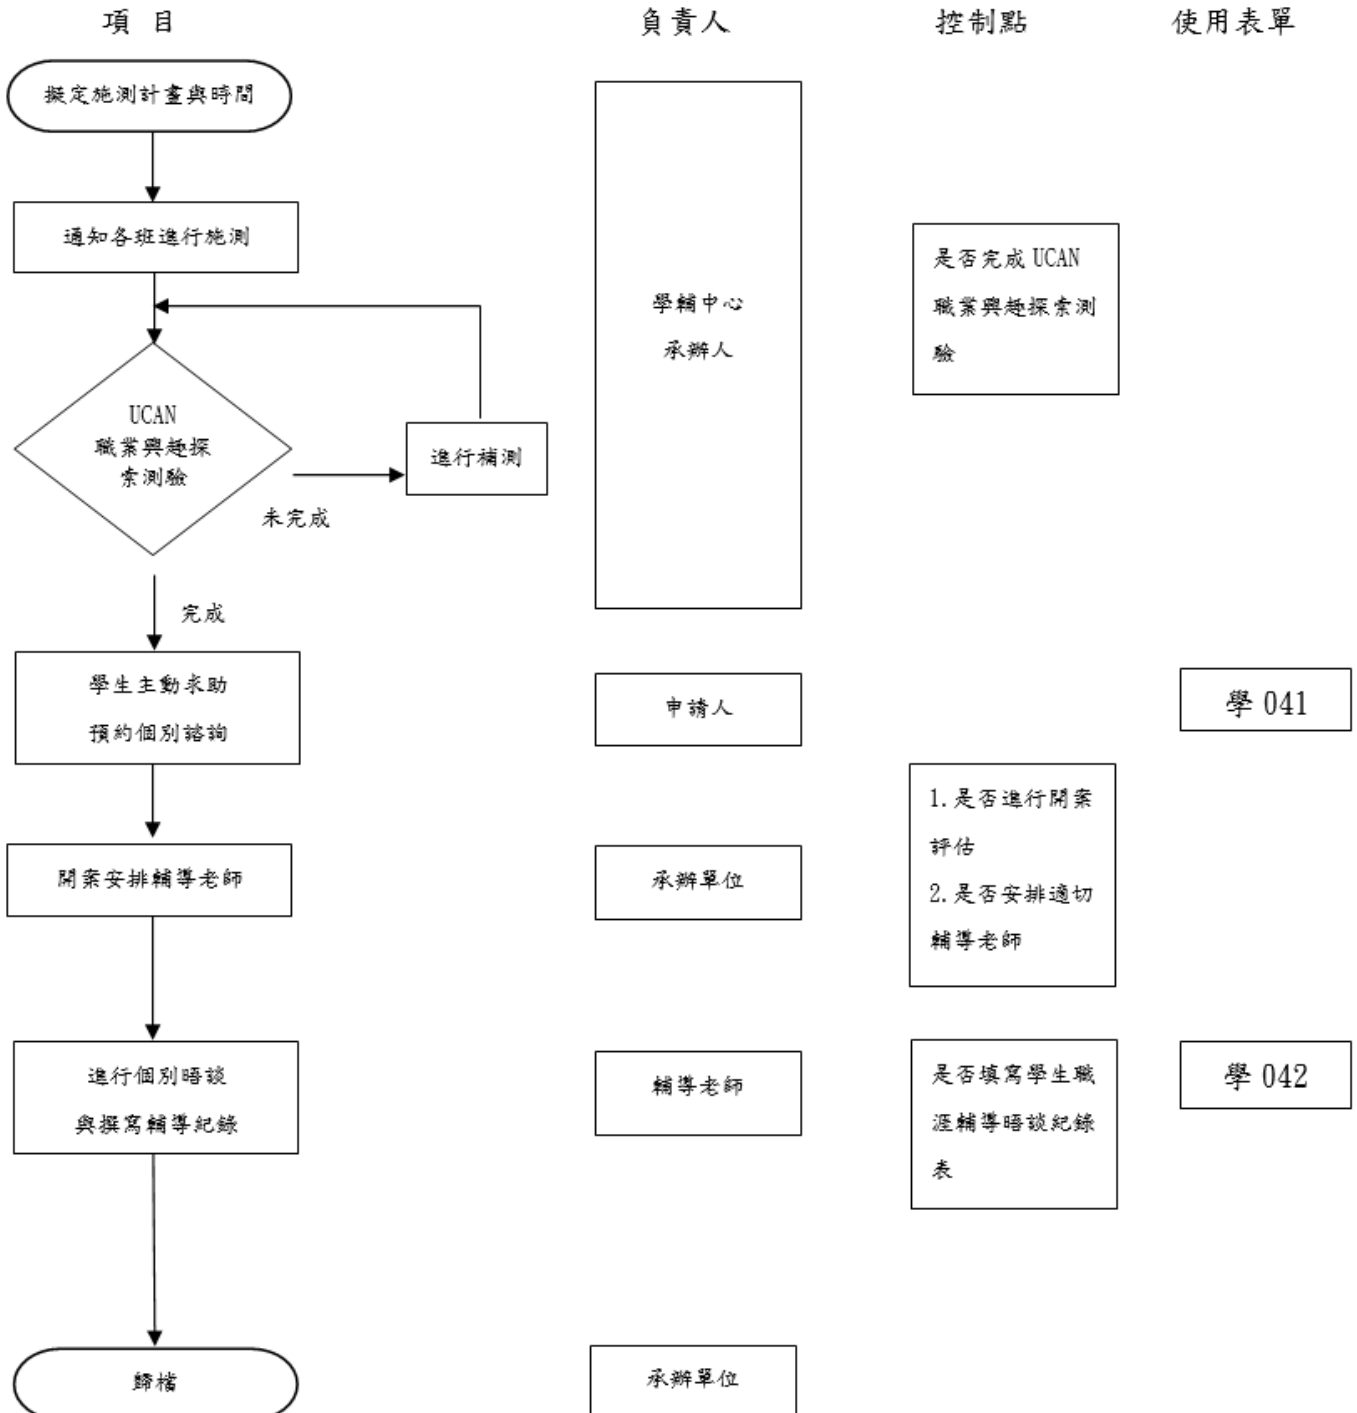 項 目 負責人 控制點 使用表單
擬定施測計畫與時間
通知各班進行施測
是否完成 UCAN
職業興趣探索測
驗
學輔中心
承辦人
UCAN
職業興趣探
索測驗
進行補測
未完成
完成
學生主動求助
預約個別諮詢
申請人
學 041
1.是否進行開案
評估
2.是否安排適切
輔導老師
開案安排輔導老師
承辦單位
進行個別晤談
與撰寫輔導紀錄
輔導老師
是否填寫學生職
涯輔導晤談紀錄
表
學 042
歸檔
承辦單位